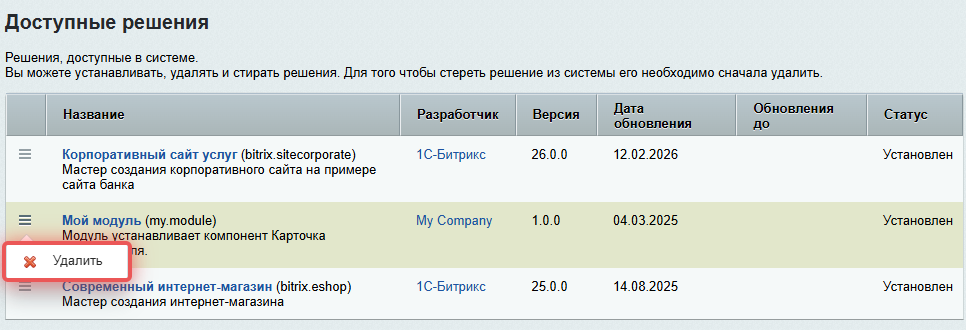 Доступные решения
Решения, доступные в системе.
Вы можете устанавливать, удалять и стирать решения. Для того чтобы стереть решение из системы его необходимо сначала удалить.
Название Разработчик Версия Дата обновления Обновления до Статус
Корпоративный сайт услуг (bitrix.sitecorporate) 1С-Битрикс 26.0.0 12.02.2026 Установлен
Мастер создания корпоративного сайта на примере
сайта банка
Мой модуль (my.module) My Company 1.0.0 04.03.2025 Установлен
Модуль устанавливает компонент Карточка
Удалить
Современный интернет-магазин (bitrix.eshop) 1С-Битрикс 25.0.0 14.08.2025 Установлен
Мастер создания интернет-магазина